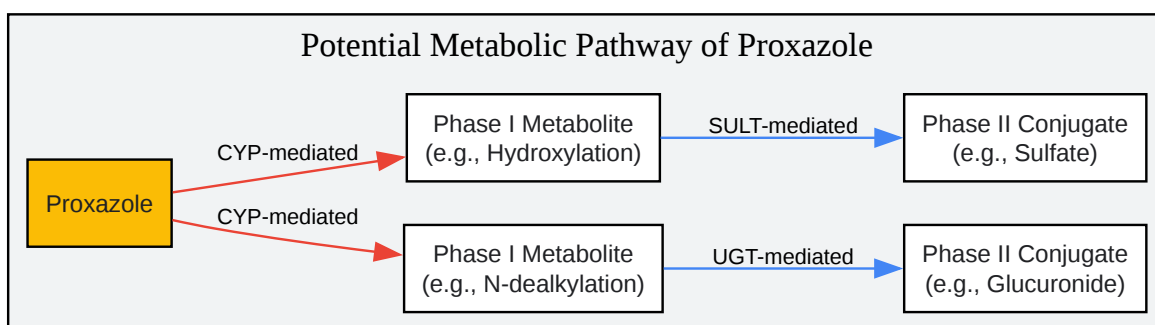 Potential Metabolic Pathway of Proxazole
Proxazole
CYP-mediated
CYP-mediated
Phase I Metabolite
(e.g., Hydroxylation)
SULT-mediated
Phase II Conjugate
(e.g., Sulfate)
Phase I Metabolite
(e.g., N-dealkylation)
UGT-mediated
Phase II Conjugate
(e.g., Glucuronide)